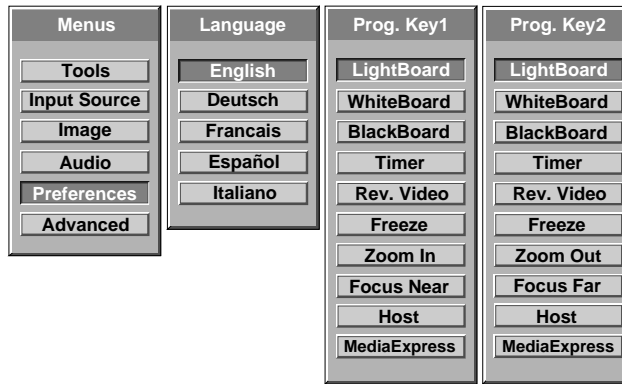 Menus
Tools
Input Source
Image
Audio
Preferences
Advanced
Language
English
Deutsch
Francais
Español
Italiano
Prog. Key1
LightBoard
WhiteBoard
BlackBoard
Timer
Rev. Video
Freeze
Zoom In
Focus Near
Host
MediaExpress
Prog. Key2
LightBoard
WhiteBoard
BlackBoard
Timer
Rev. Video
Freeze
Zoom Out
Focus Far
Host
MediaExpress